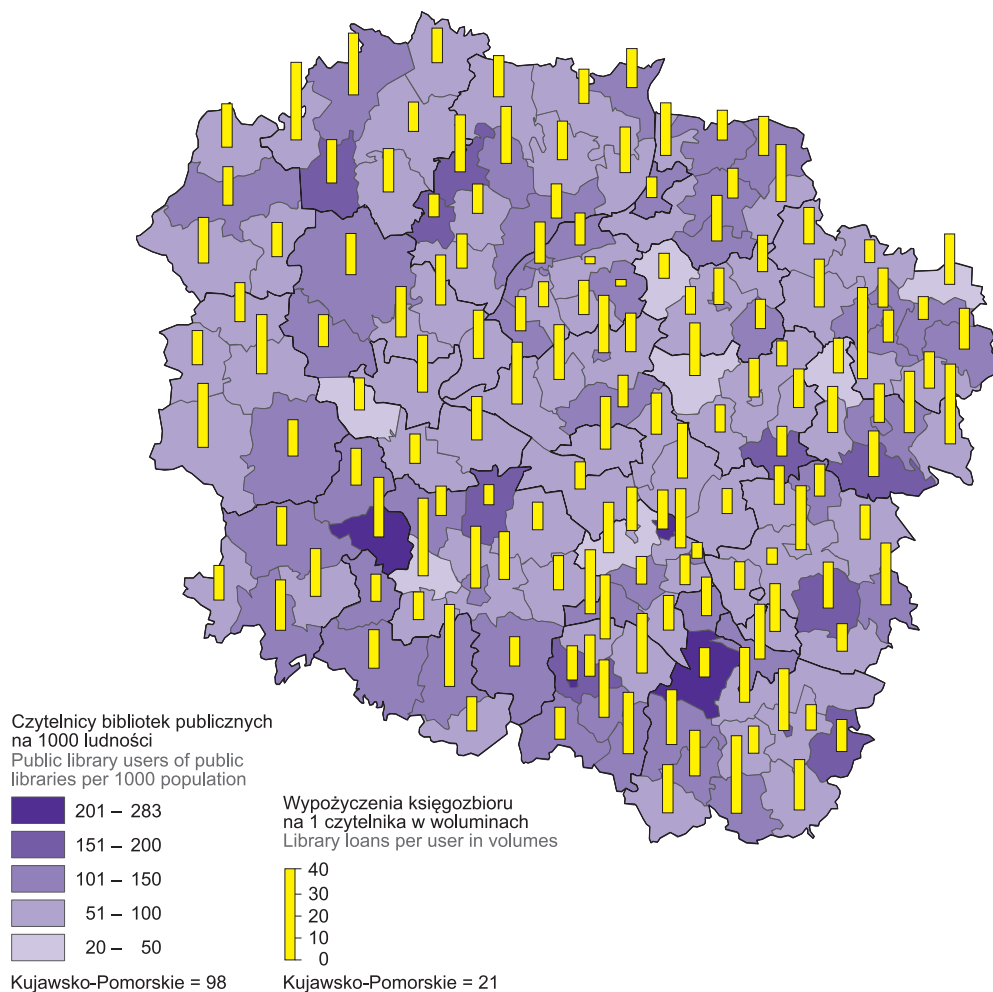 Czytelnicy bibliotek publicznych
na 1000 ludności
Public library users of public
libraries per 1000 population
201 – 283
151 – 200
101 – 150
51 – 100
20 – 50
Kujawsko-Pomorskie = 98
Wypożyczenia księgozbioru
na 1 czytelnika w woluminach
Library loans per user in volumes
40
30
20
10
0
Kujawsko-Pomorskie = 21